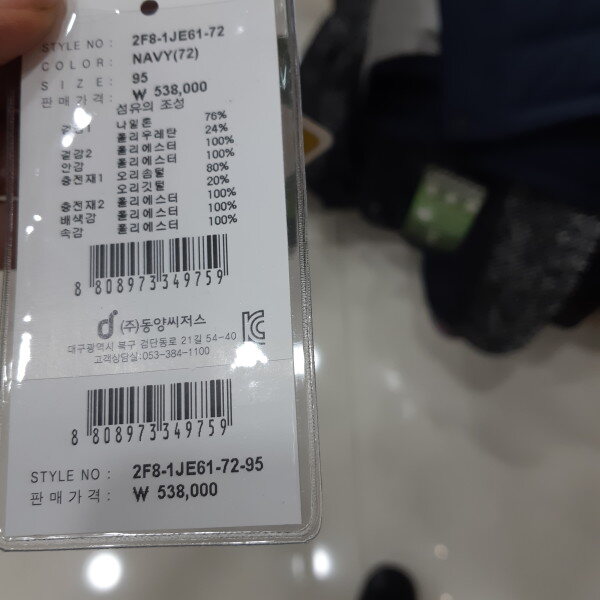 STYLE NO : 2F8-1JE61-72
COLOR : NAVY(72)
SIZE : 95
판매가격 : ₩ 538,000
섬유의 조성
겉감1 나일론 76%
폴리우레탄 24%
겉감2 폴리에스터 100%
안감 폴리에스터 100%
충전재1 오리솜털 80%
오리깃털 20%
충전재2 폴리에스터 100%
배색감 폴리에스터 100%
속감 폴리에스터 100%
8 808973 349759
(주)동양씨저스
대구광역시 북구 검단동로 21길 54-40
고객상담실:053-384-1100
8 808973 349759
STYLE NO : 2F8-1JE61-72-95
판매가격 : ₩ 538,000